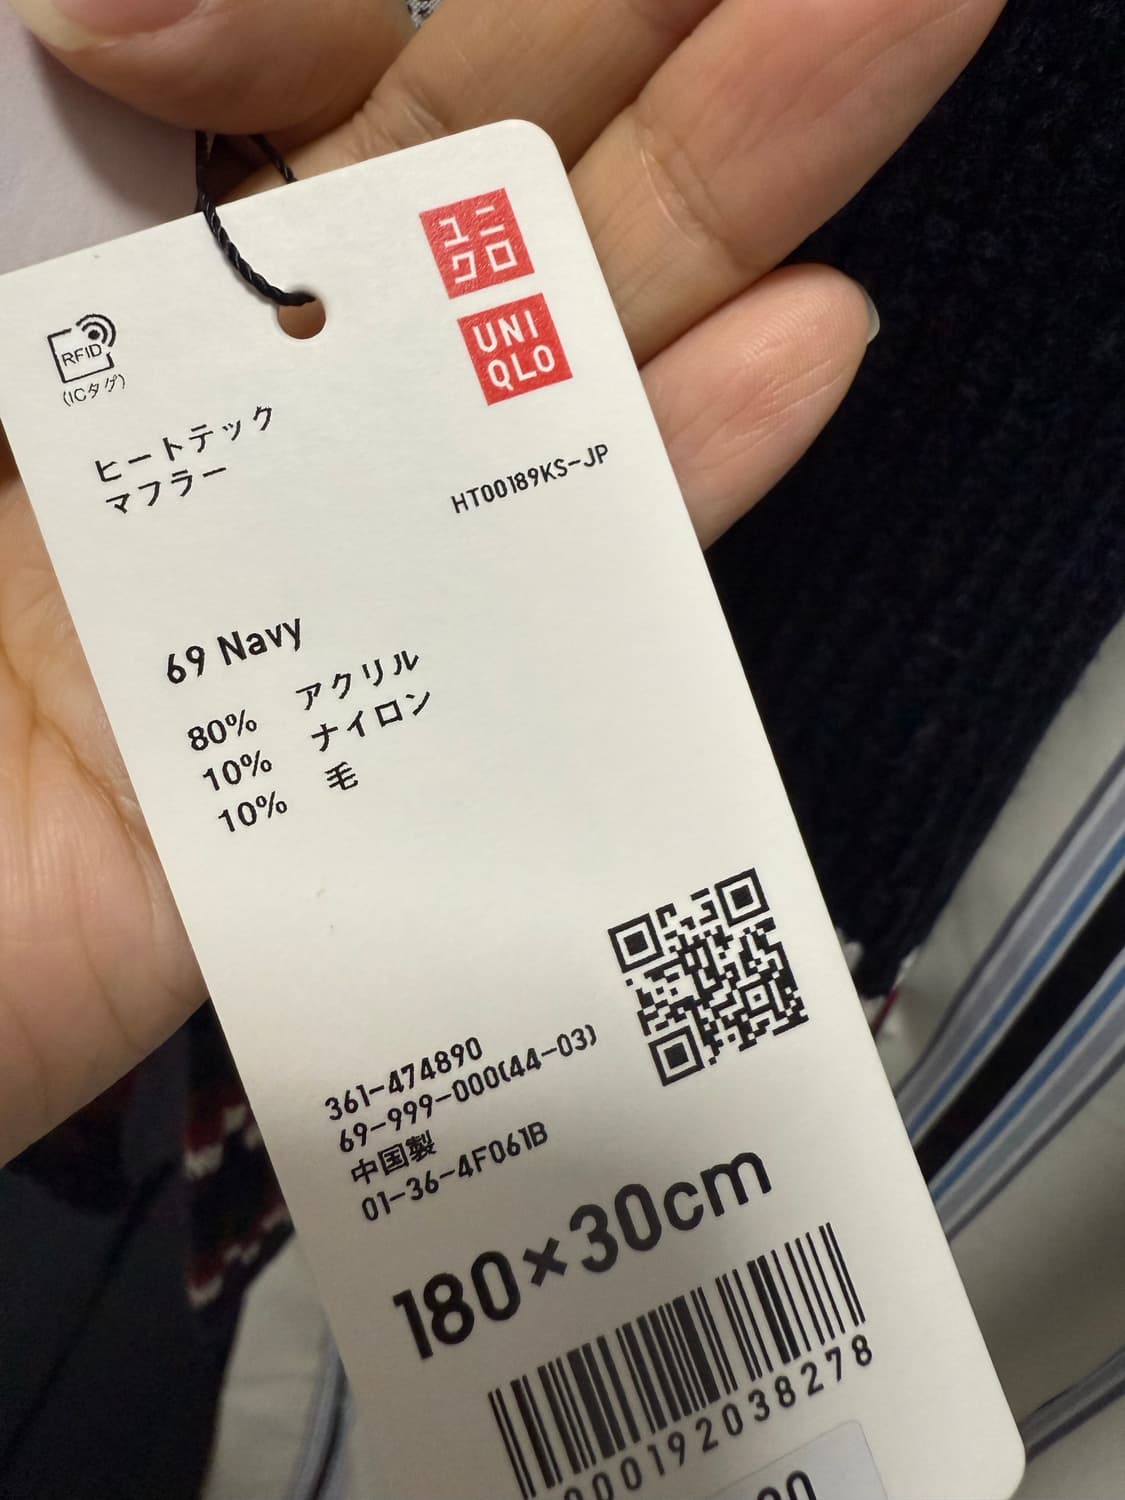 ユニ
クロ
UNI
QLO
RFID
(ICタグ)
ヒートテック
マフラー
HT00189KS-JP
69 Navy
80% アクリル
10% ナイロン
10% 毛
361-474890
69-999-000(44-03)
中国製
01-36-4F061B
180×30cm
000192038278